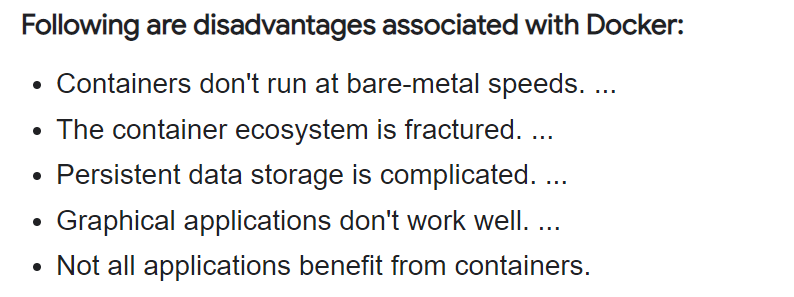 Following are disadvantages associated with Docker:
• Containers don't run at bare-metal speeds. ...
• The container ecosystem is fractured. ...
• Persistent data storage is complicated. ...
• Graphical applications don't work well. ...
• Not all applications benefit from containers.